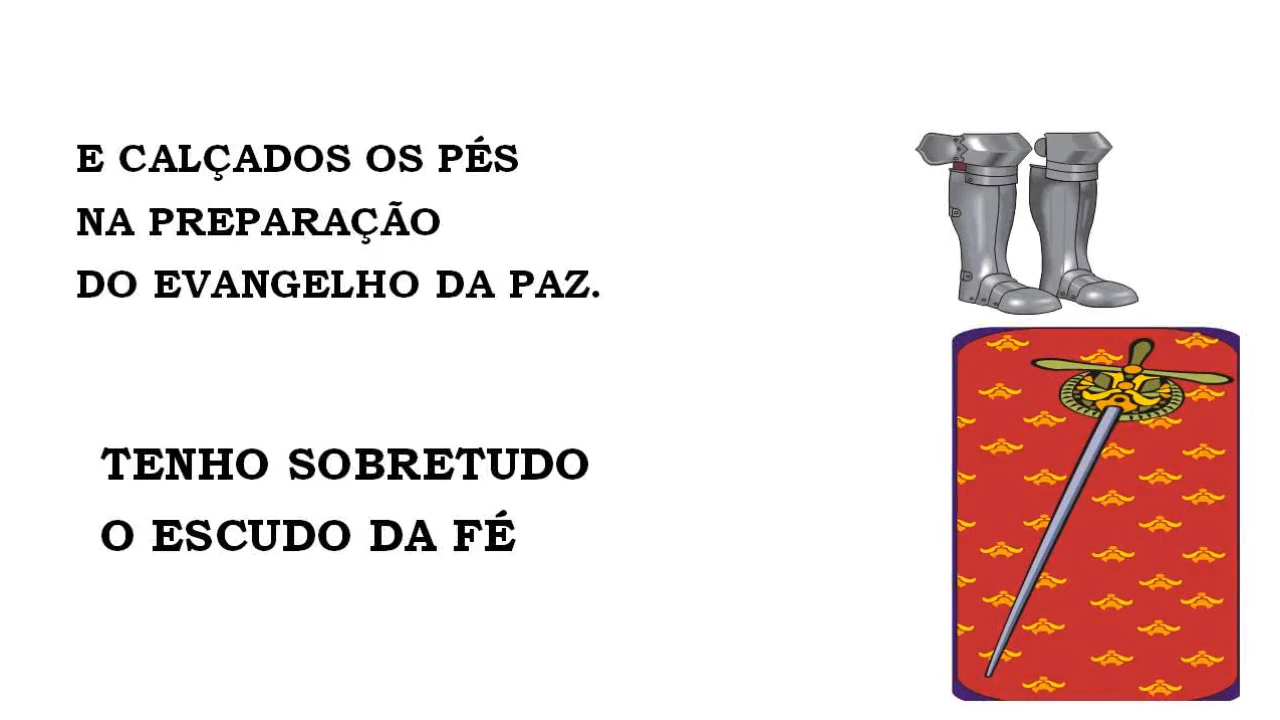 E CALÇADOS OS PÉS
NA PREPARAÇÃO
DO EVANGELHO DA PAZ.
TENHO SOBRETUDO
O ESCUDO DA FÉ